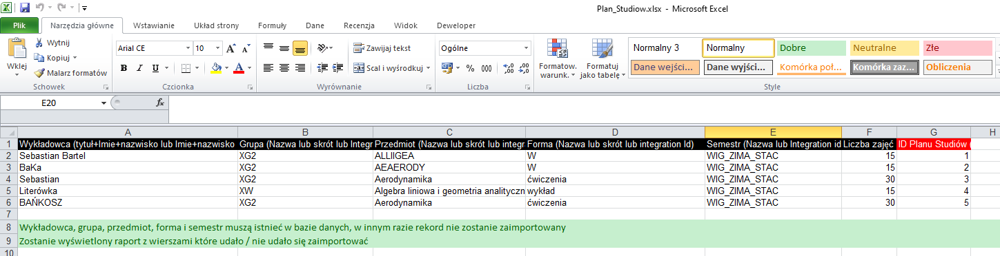 Plan_Studiow.xlsx - Microsoft Excel
Plik Narzędzia główne Wstawianie Układ strony Formuły Dane Recenzja Widok Deweloper
Wklej
Wytnij
Kopiuj
Malarz formatów
Schowek
Arial CE 10
B I U
Czcionka
Zawijaj tekst
Scal i wyśrodkuj
Wyrównanie
Ogólne
% 000
Liczba
Formatow. warunk.
Formatuj jako tabelę
Normalny 3 Normalny Dobre Neutralne Złe
Dane wejści... Dane wyjści... Komórka poł... Komórka zaz... Obliczenia
Style
E20 fx
A B C D E F G H
1 Wykładowca (tytuł+Imie+nazwisko lub Imie+nazwisko Grupa (Nazwa lub skrót lub Integr Przedmiot (Nazwa lub skrót lub integr Forma (Nazwa lub skrót lub integration Id) Semestr (Nazwa lub Integration id Liczba zajęć ID Planu Studiów (
2 Sebastian Bartel XG2 ALLIIGEA W WIG_ZIMA_STAC 15 1
3 BaKa XG2 AEAERODY W WIG_ZIMA_STAC 15 2
4 Sebastian XG2 Aerodynamika ćwiczenia WIG_ZIMA_STAC 30 3
5 Literówka XW Algebra liniowa i geometria analityczn wykład WIG_ZIMA_STAC 15 4
6 BAŃKOSZ XG2 Aerodynamika ćwiczenia WIG_ZIMA_STAC 30 5
7
8 Wykładowca, grupa, przedmiot, forma i semestr muszą istnieć w bazie danych, w innym razie rekord nie zostanie zaimportowany
9 Zostanie wyświetlony raport z wierszami które udało / nie udało się zaimportować
10